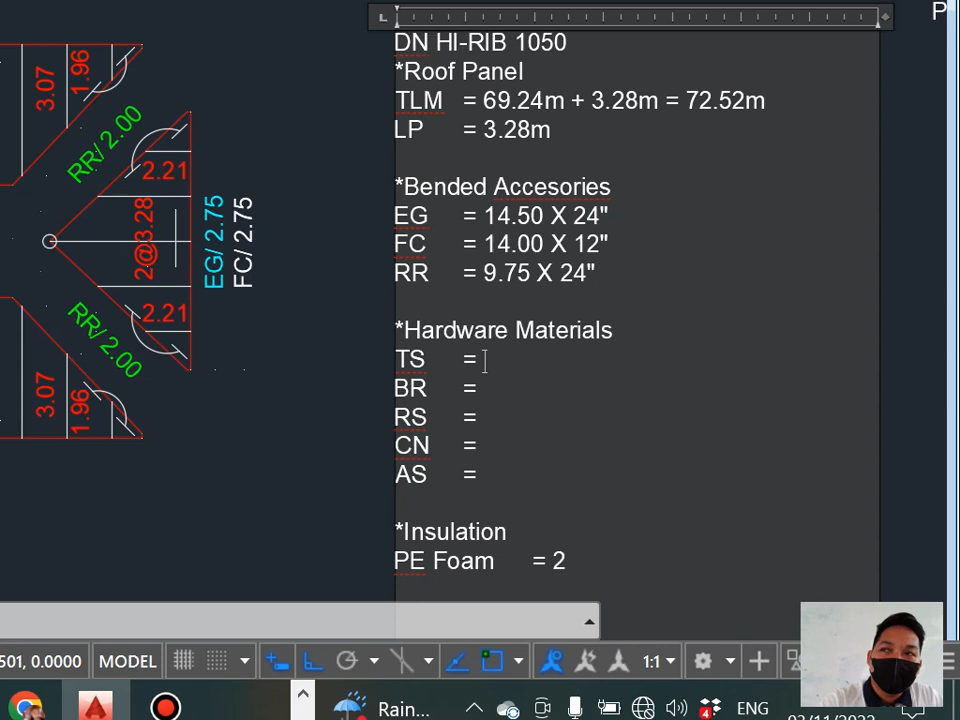 P
DN HI-RIB 1050
*Roof Panel
TLM = 69.24m + 3.28m = 72.52m
LP = 3.28m
*Bended Accesories
EG = 14.50 X 24"
FC = 14.00 X 12"
RR = 9.75 X 24"
*Hardware Materials
TS =
BR =
RS =
CN =
AS =
*Insulation
PE Foam = 2
3.07
1.96
RR/ 2.00
2.21
2@3.28
EG/ 2.75
FC/ 2.75
2.21
RR/ 2.00
3.07
1.96
501, 0.0000 MODEL 1:1
Rain... 4 ENG